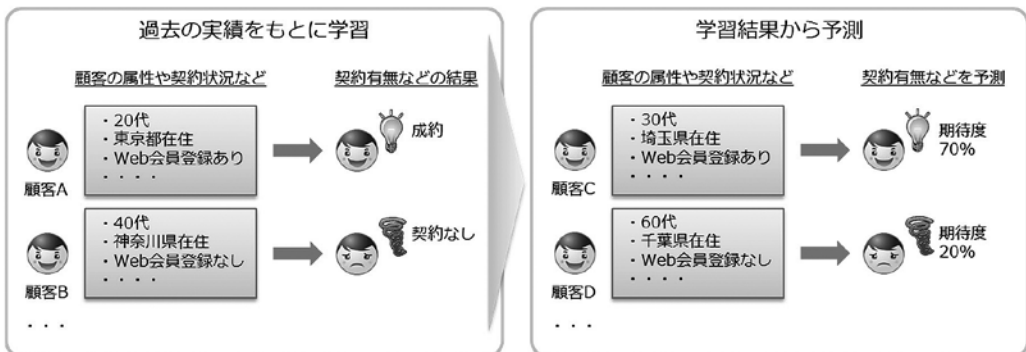 過去の実績をもとに学習
顧客の属性や契約状況など
契約有無などの結果
・20代
・東京都在住
・Web会員登録あり
・・・・
顧客A
成約
・40代
・神奈川県在住
・Web会員登録なし
・・・・
顧客B
契約なし
・・・
学習結果から予測
顧客の属性や契約状況など
契約有無などを予測
・30代
・埼玉県在住
・Web会員登録あり
・・・・
顧客C
期待度
70%
・60代
・千葉県在住
・Web会員登録なし
・・・・
顧客D
期待度
20%
・・・